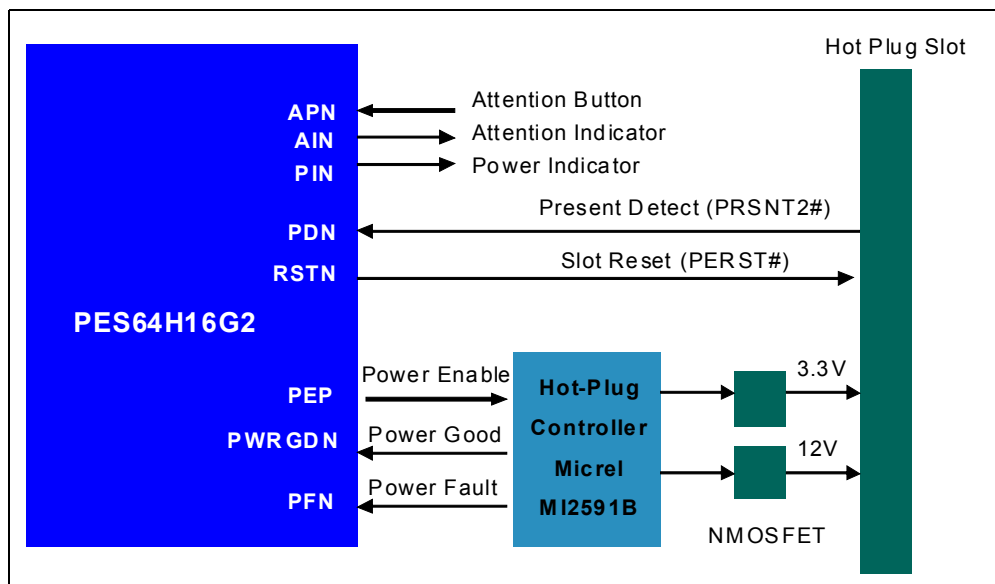 Hot Plug Slot
APN
Attention Button
AIN
Attention Indicator
PIN
Power Indicator
PDN
Present Detect (PRSNT2#)
RSTN
Slot Reset (PERST#)
PES64H16G2
PEP
Power Enable
PWRGDN
Power Good
PFN
Power Fault
Hot-Plug
Controller
Micrel
MI2591B
3.3V
12V
NMOSFET